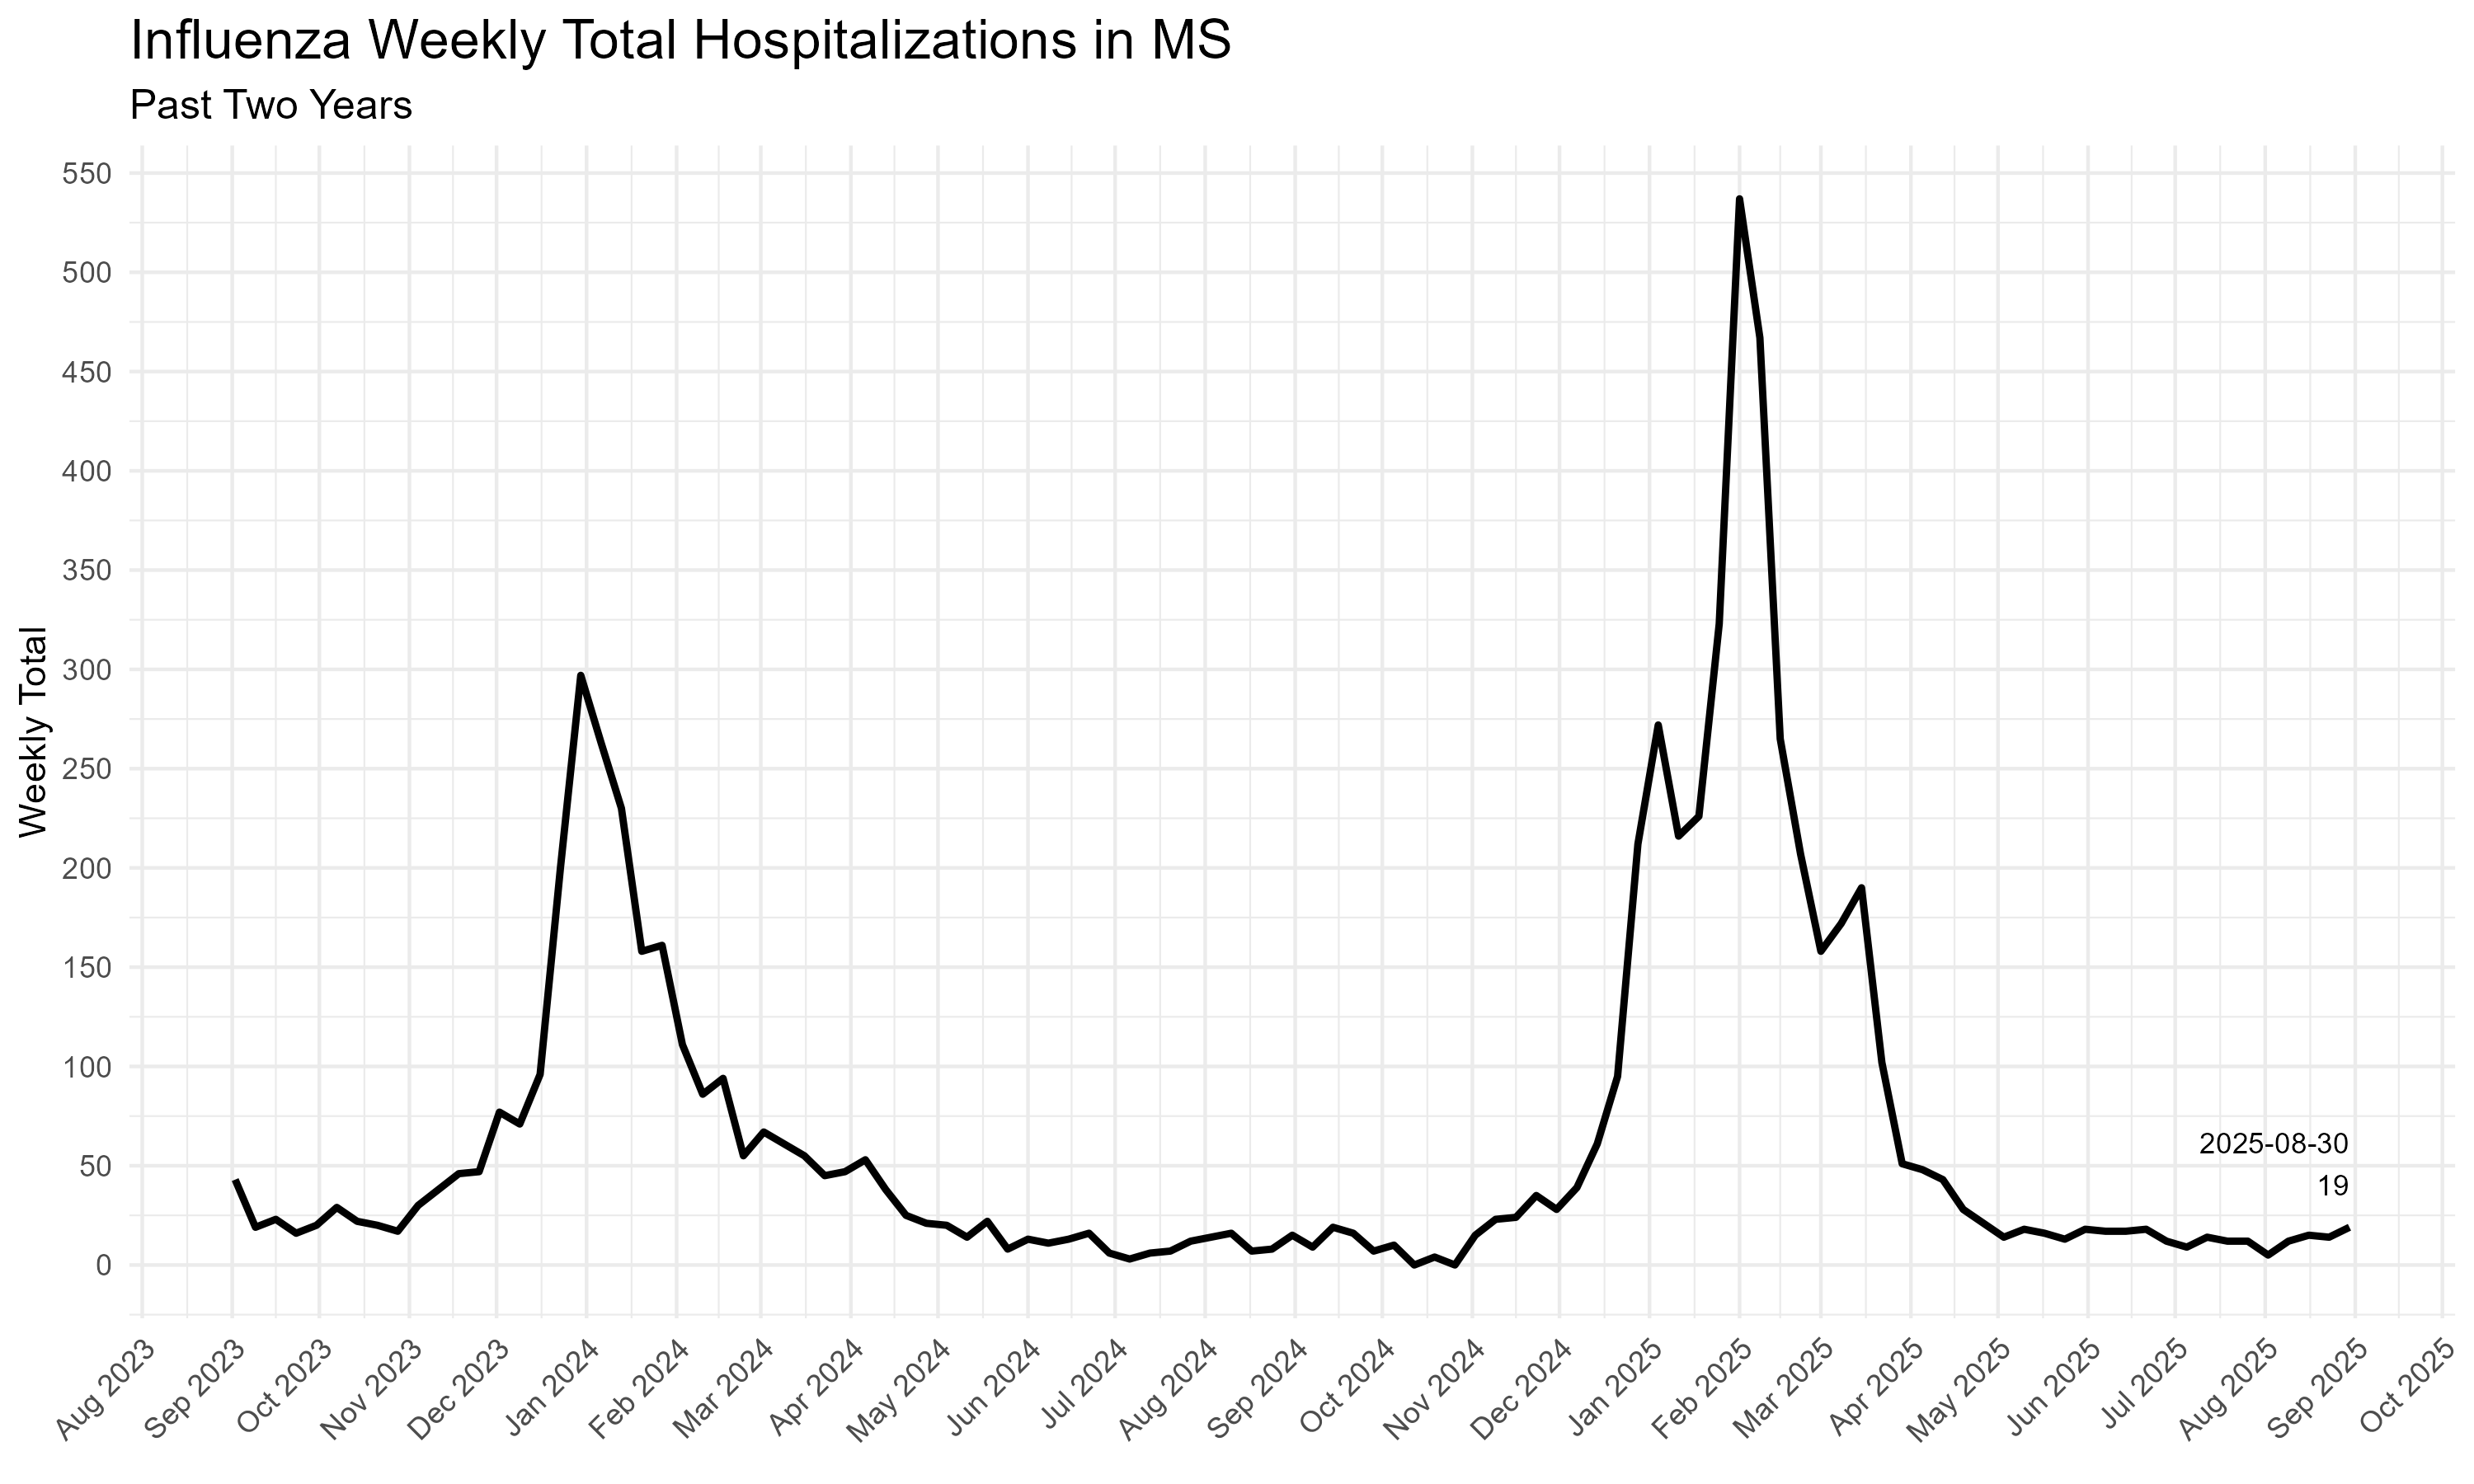 Influenza Weekly Total Hospitalizations in MS
Past Two Years
Weekly Total
550
500
450
400
350
300
250
200
150
100
50
0
2025-08-30
19
Aug 2023
Sep 2023
Oct 2023
Nov 2023
Dec 2023
Jan 2024
Feb 2024
Mar 2024
Apr 2024
May 2024
Jun 2024
Jul 2024
Aug 2024
Sep 2024
Oct 2024
Nov 2024
Dec 2024
Jan 2025
Feb 2025
Mar 2025
Apr 2025
May 2025
Jun 2025
Jul 2025
Aug 2025
Sep 2025
Oct 2025